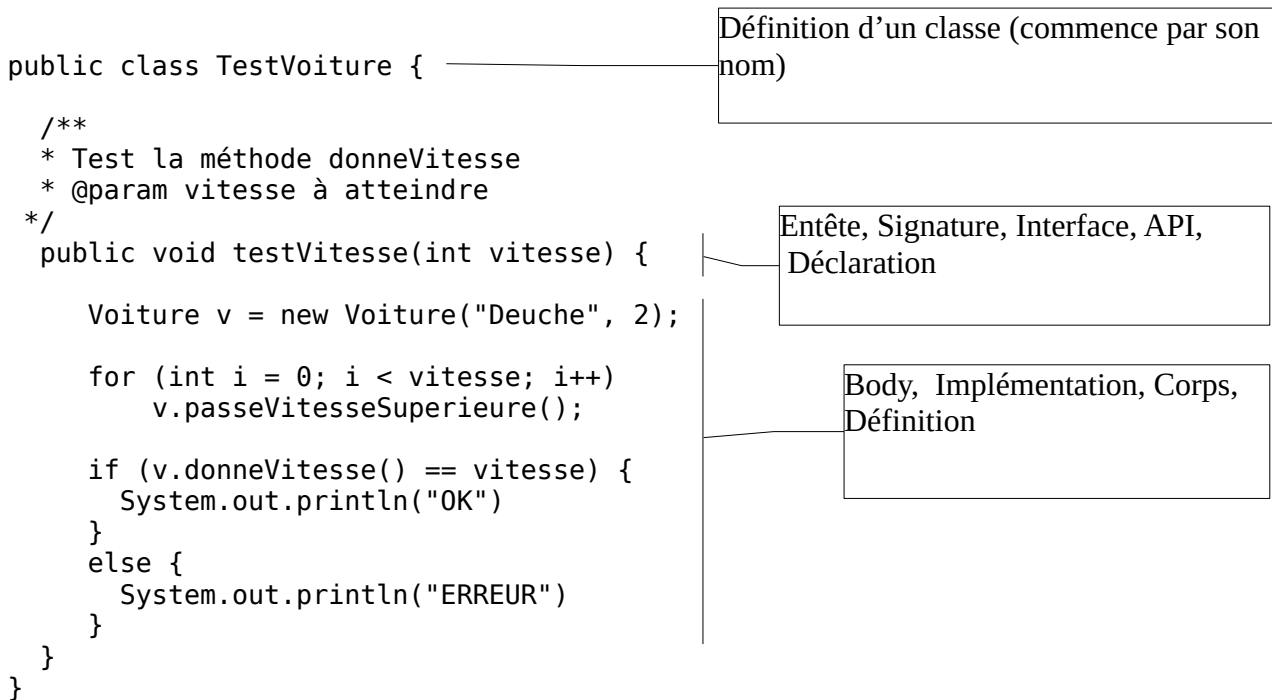 public class TestVoiture {
Définition d’un classe (commence par son
nom)
/**
* Test la méthode donneVitesse
* @param vitesse à atteindre
*/
public void testVitesse(int vitesse) {
Entête, Signature, Interface, API,
Déclaration
Voiture v = new Voiture("Deuche", 2);
for (int i = 0; i < vitesse; i++)
v.passeVitesseSuperieure();
Body,  Implémentation, Corps,
Définition
if (v.donneVitesse() == vitesse) {
System.out.println("OK")
}
else {
System.out.println("ERREUR")
}
}
}